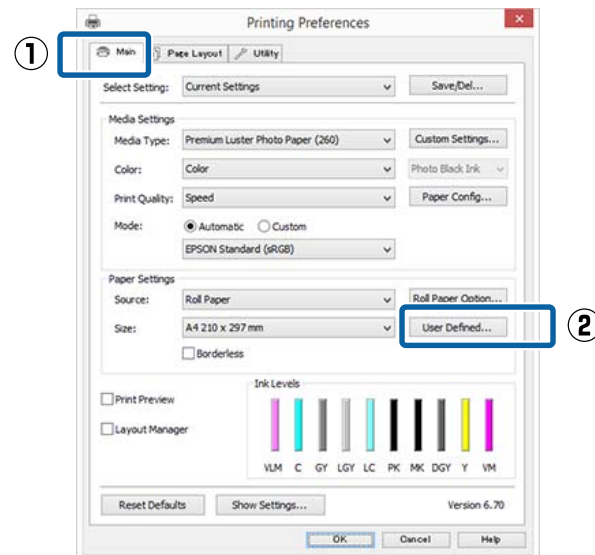 Printing Preferences
①
Main Page Layout Utility
Select Setting: Current Settings Save/Del...
Media Settings
Media Type: Premium Luster Photo Paper (260) Custom Settings...
Color: Color Photo Black Ink
Print Quality: Speed Paper Config...
Mode: Automatic Custom
EPSON Standard (sRGB)
Paper Settings
Source: Roll Paper Roll Paper Option...
Size: A4 210 x 297 mm User Defined...
②
Borderless
Ink Levels
Print Preview
Layout Manager
VLM C GY LGY LC PK MK DGY Y VM
Reset Defaults Show Settings... Version 6.70
OK Cancel Help